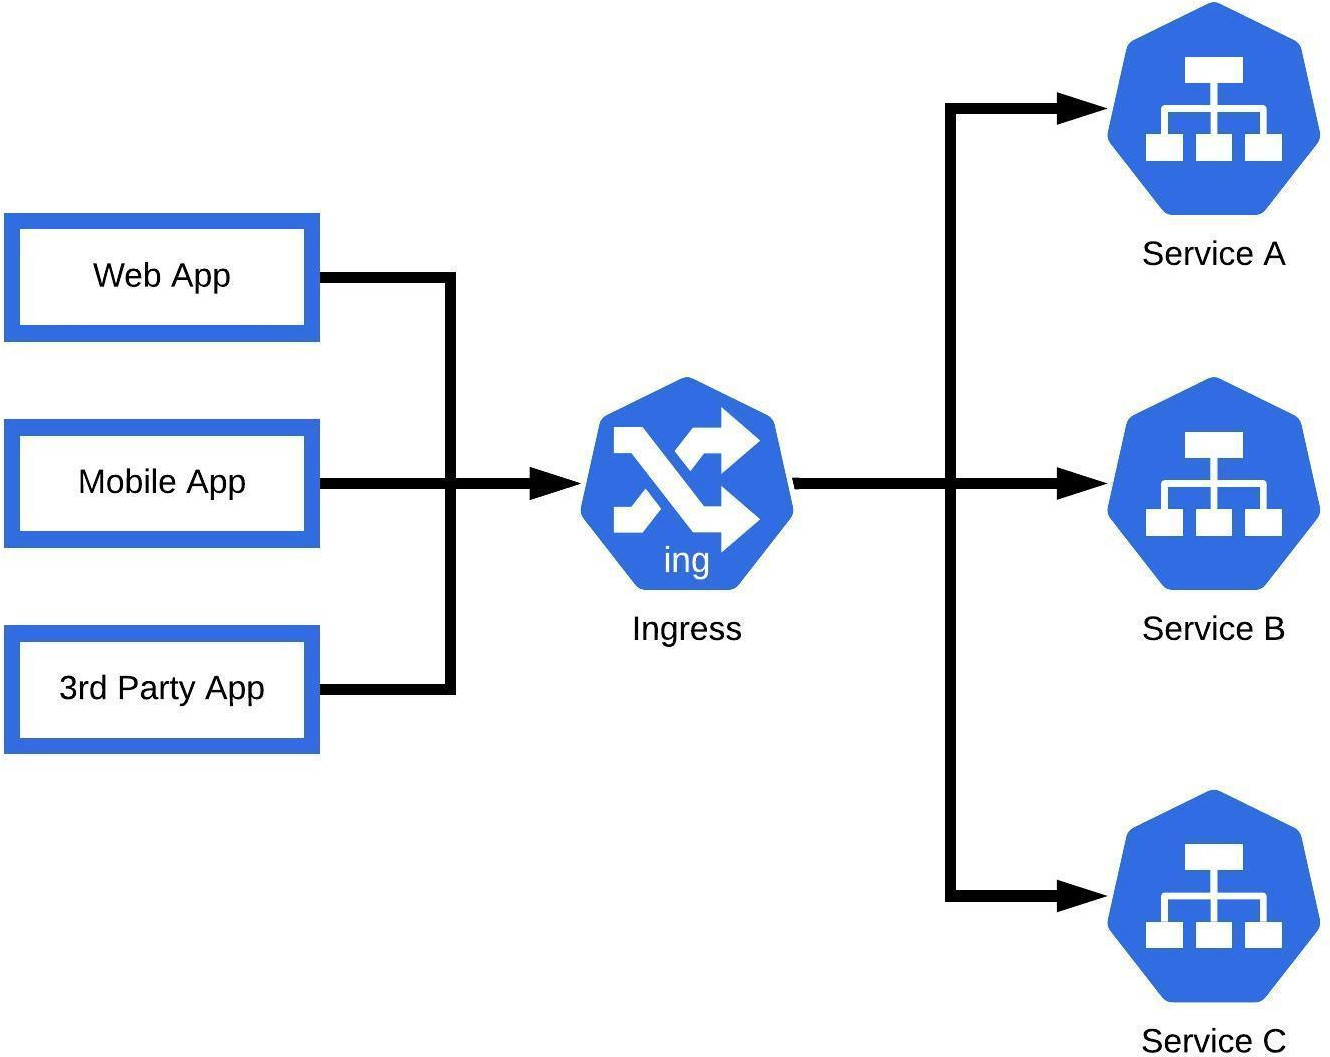 Web App
Mobile App
3rd Party App
ing
Ingress
Service A
Service B
Service C